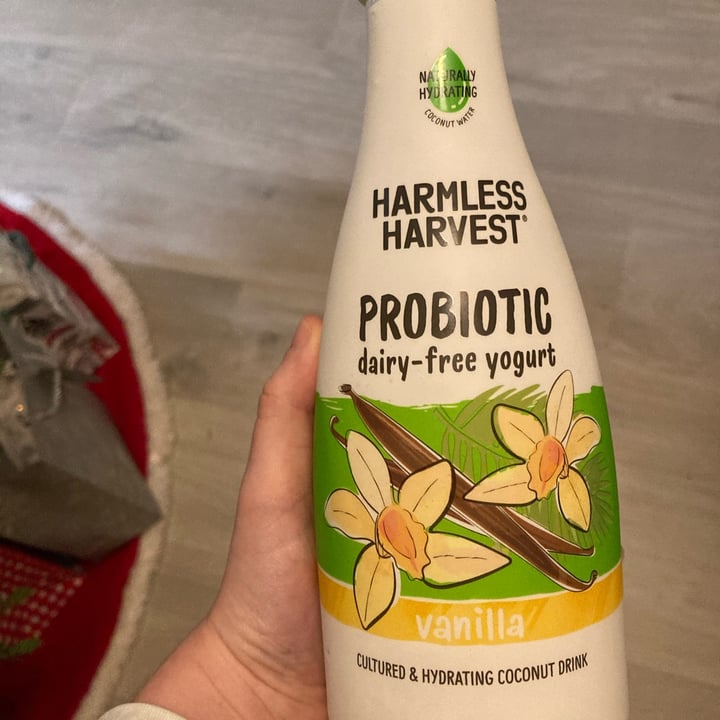 NATURALLY
HYDRATING
COCONUT WATER
HARMLESS
HARVEST®
PROBIOTIC
dairy-free yogurt
vanilla
CULTURED & HYDRATING COCONUT DRINK